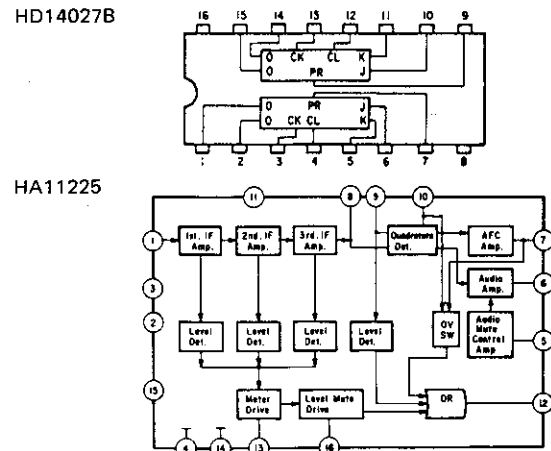 HD14027B
16 15 14 13 12 11 10 9
O CK CL K
O PR J
O PR J
O CK CL K
1 2 3 4 5 6 7 8
HA11225
11 8 9 10
1 1st. IF Amp. 2nd. IF Amp. 3rd. IF Amp. Quadrature Det. AFC Amp. 7
Audio Amp. 6
3
2 Level Det. Level Det. Level Det. Level Det. OV SW Audio Mute Control Amp 5
15 Meter Drive Level Mute Drive OR 12
4 14 13 16